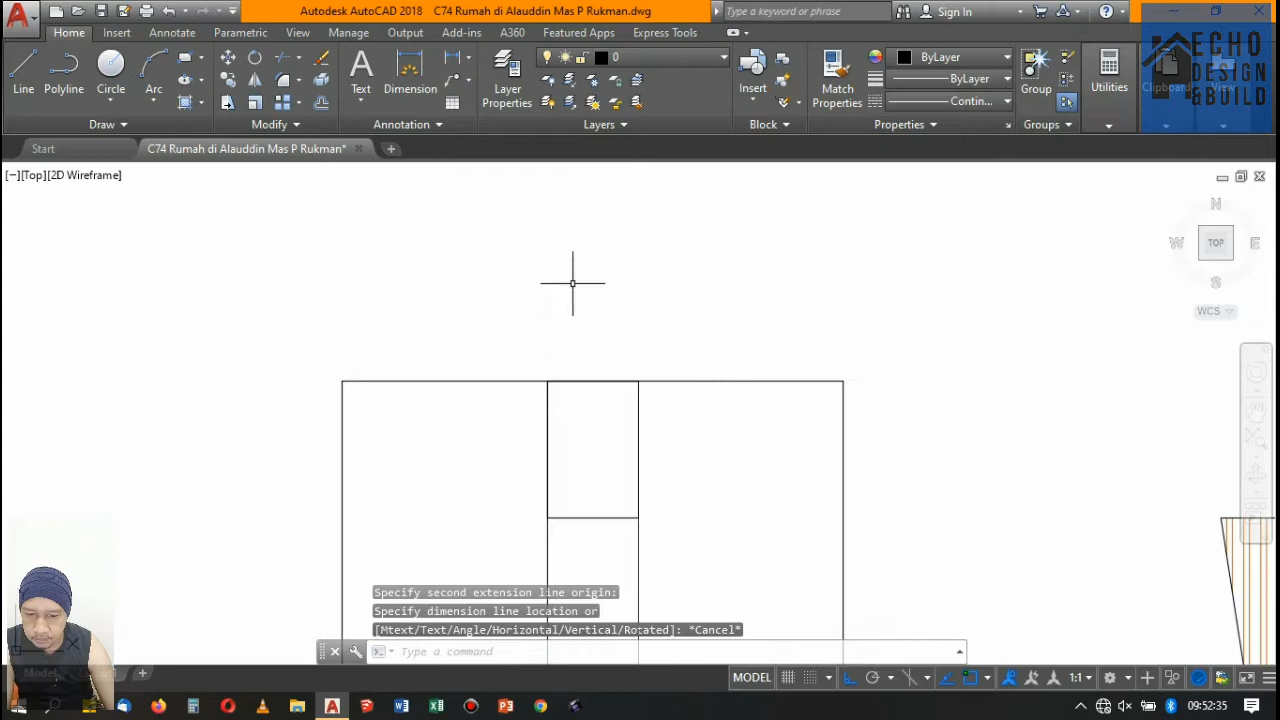 Autodesk AutoCAD 2018 C74 Rumah di Alauddin Mas P Rukman.dwg
Type a keyword or phrase
Sign In
Home Insert Annotate Parametric View Manage Output Add-ins A360 Featured Apps Express Tools
ECHO
DESIGN
&BUILD
Line Polyline Circle Arc
Text Dimension
Layer
Properties
0
Insert
Match
Properties
ByLayer
ByLayer
Contin...
Group
Utilities
Clipboard
View
Draw Modify Annotation Layers Block Properties Groups
Start C74 Rumah di Alauddin Mas P Rukman*
[−][Top][2D Wireframe]
N
W TOP E
S
WCS
Specify second extension line origin:
Specify dimension line location or
[Mtext/Text/Angle/Horizontal/Vertical/Rotated]: *Cancel*
Type a command
Model
MODEL
1:1
09:52:35